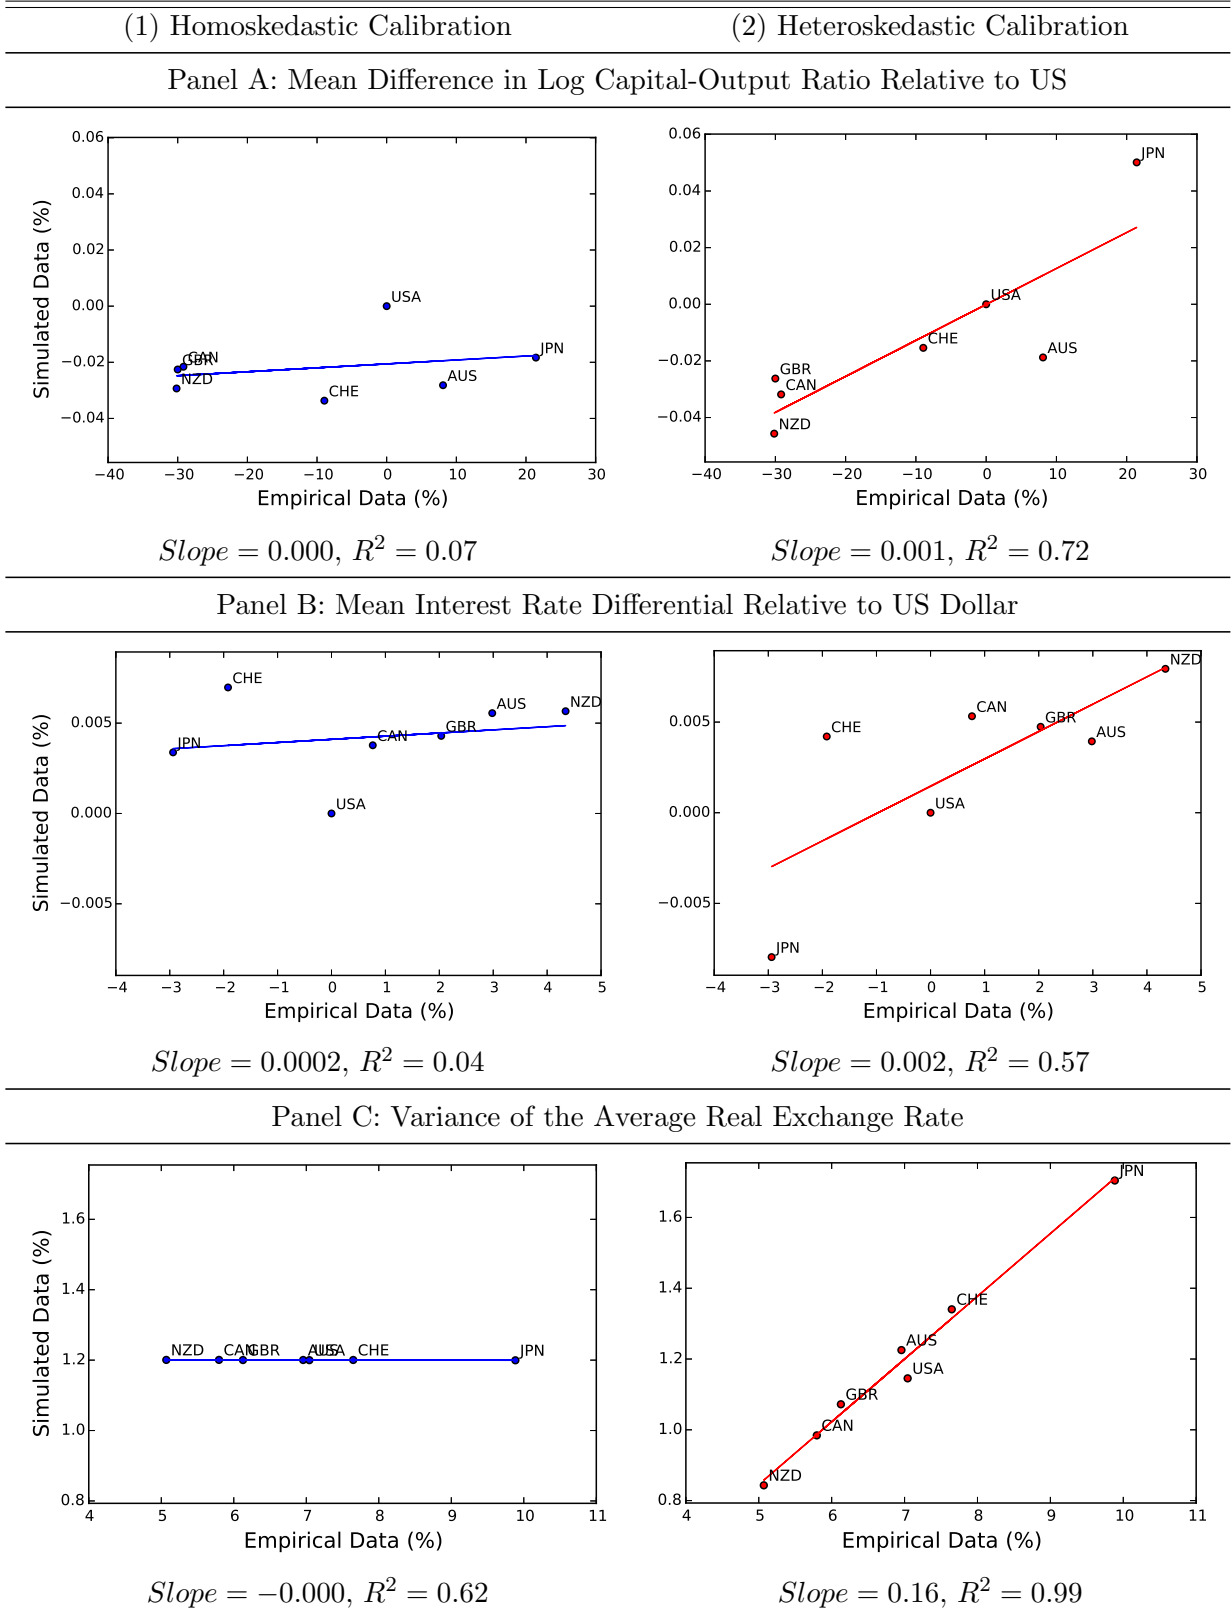 (1) Homoskedastic Calibration (2) Heteroskedastic Calibration
Panel A: Mean Difference in Log Capital-Output Ratio Relative to US
Simulated Data (%)
0.06
0.04
0.02
0.00
−0.02
−0.04
USA
CAN
GBR
NZD
CHE
AUS
JPN
−40 −30 −20 −10 0 10 20 30
Empirical Data (%)
Slope = 0.000, R² = 0.07
0.06
0.04
0.02
0.00
−0.02
−0.04
JPN
USA
CHE
AUS
GBR
CAN
NZD
−40 −30 −20 −10 0 10 20 30
Empirical Data (%)
Slope = 0.001, R² = 0.72
Panel B: Mean Interest Rate Differential Relative to US Dollar
Simulated Data (%)
0.005
0.000
−0.005
CHE
NZD
AUS
GBR
CAN
JPN
USA
−4 −3 −2 −1 0 1 2 3 4 5
Empirical Data (%)
Slope = 0.0002, R² = 0.04
0.005
0.000
−0.005
NZD
CAN
GBR
CHE
AUS
USA
JPN
−4 −3 −2 −1 0 1 2 3 4 5
Empirical Data (%)
Slope = 0.002, R² = 0.57
Panel C: Variance of the Average Real Exchange Rate
Simulated Data (%)
1.6
1.4
1.2
1.0
0.8
NZD CAN GBR AUS USA CHE JPN
4 5 6 7 8 9 10 11
Empirical Data (%)
Slope = −0.000, R² = 0.62
1.6
1.4
1.2
1.0
0.8
JPN
CHE
AUS
USA
GBR
CAN
NZD
4 5 6 7 8 9 10 11
Empirical Data (%)
Slope = 0.16, R² = 0.99